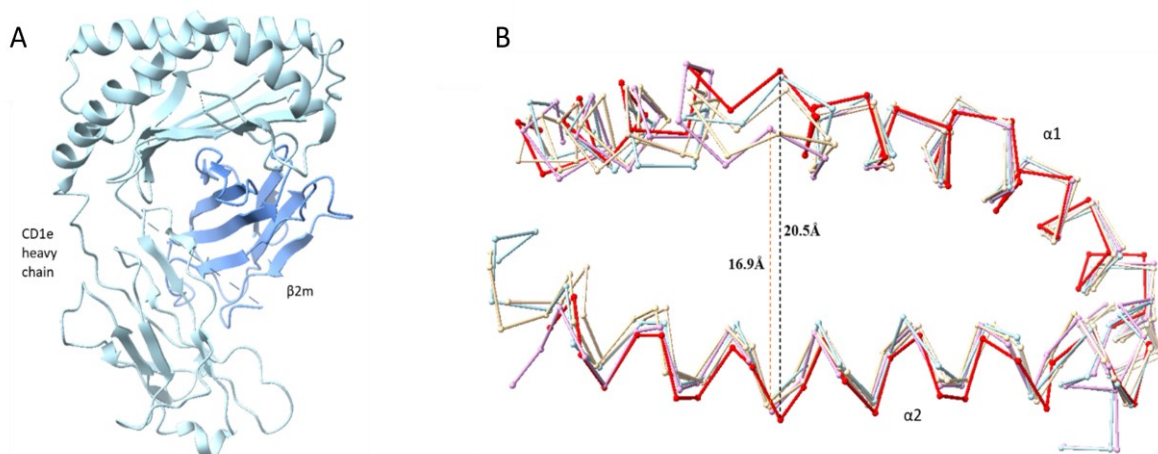 A
B
CD1e
heavy
chain
β2m
α1
20.5Å
16.9Å
α2